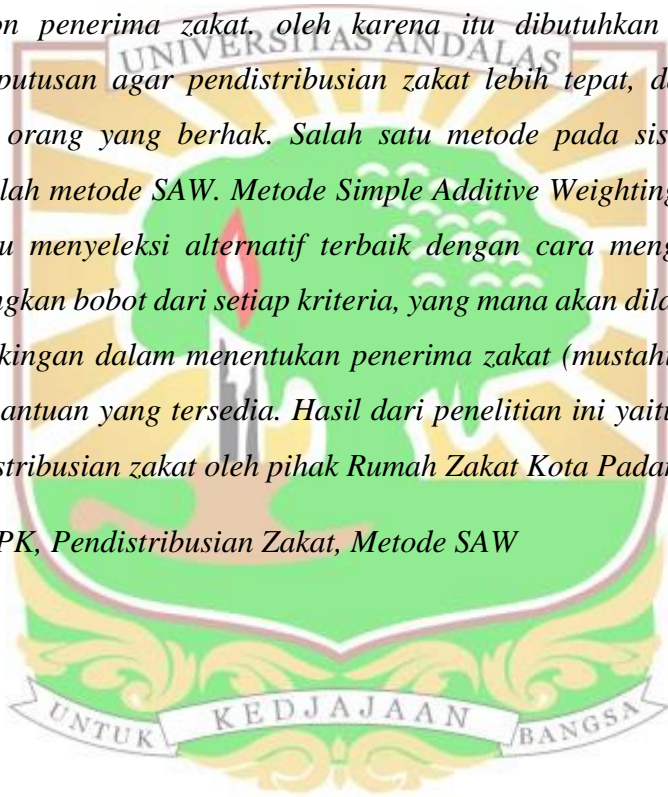 on penerima zakat. oleh karena itu dibutuhkan
UNIVERSITAS ANDALAS
putusan agar pendistribusian zakat lebih tepat, d
orang yang berhak. Salah satu metode pada sis
lah metode SAW. Metode Simple Additive Weighting
u menyeleksi alternatif terbaik dengan cara meng
ngkan bobot dari setiap kriteria, yang mana akan dila
kingan dalam menentukan penerima zakat (mustahi
antuan yang tersedia. Hasil dari penelitian ini yait
stribusian zakat oleh pihak Rumah Zakat Kota Padan
PK, Pendistribusian Zakat, Metode SAW
UNTUK KEDJAJAAN BANGSA